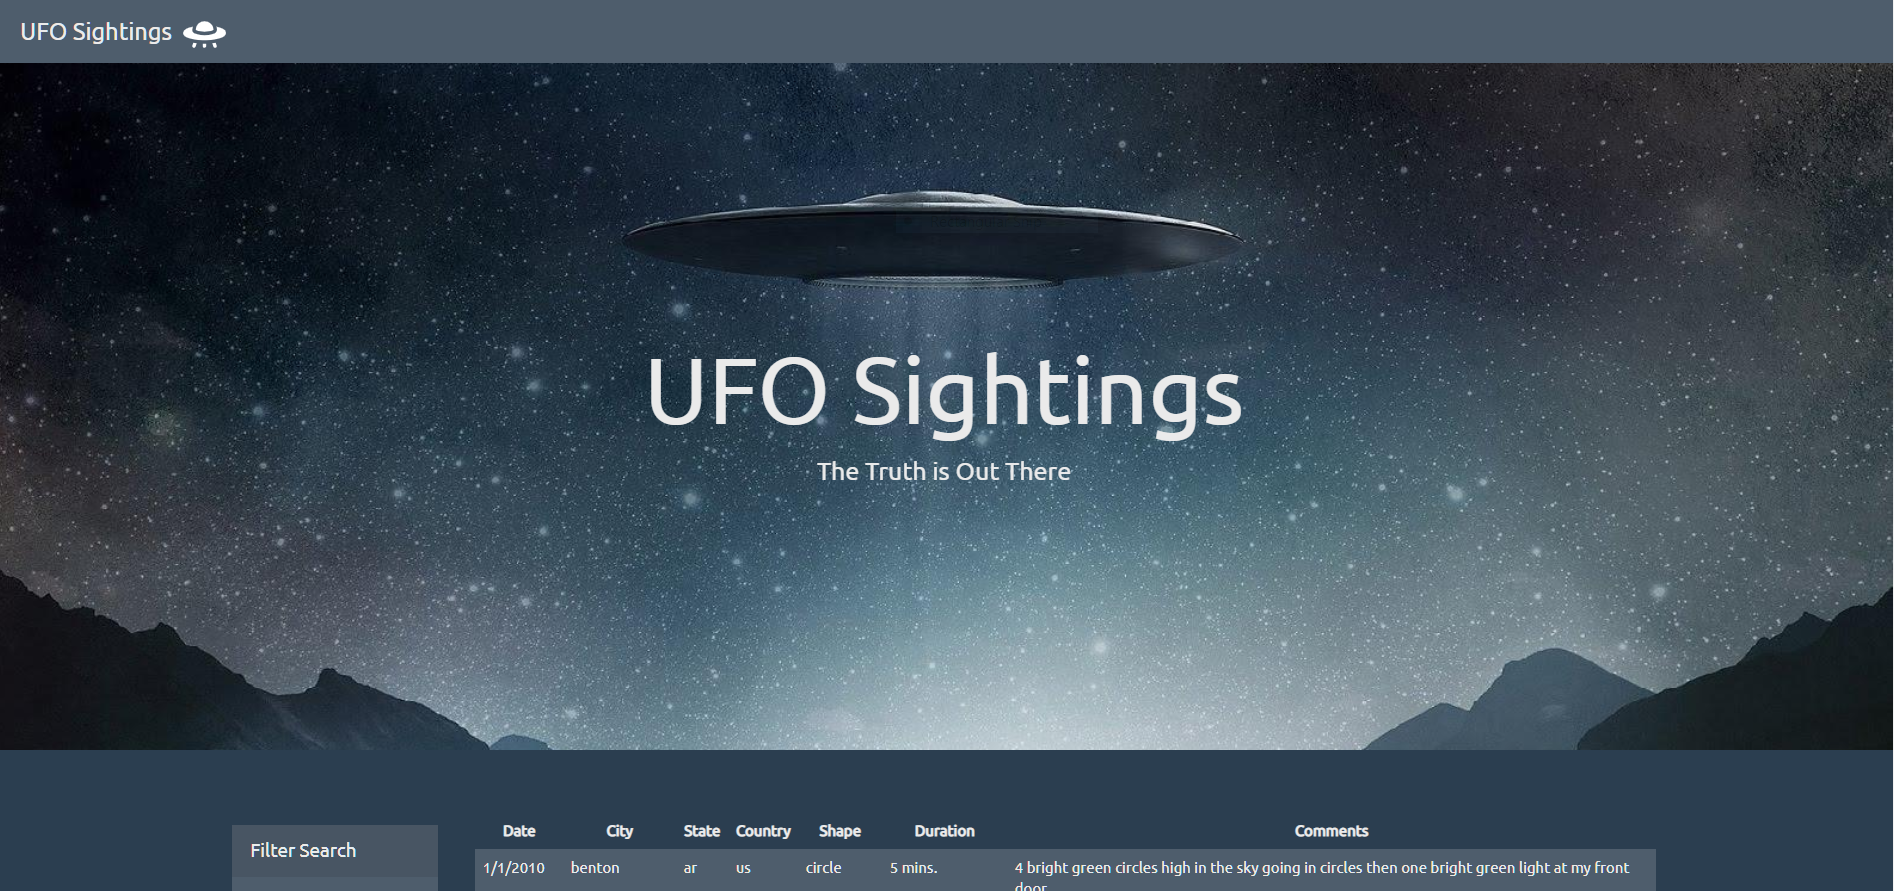 UFO Sightings
UFO Sightings
The Truth is Out There
Filter Search
Date City State Country Shape Duration Comments
1/1/2010 benton ar us circle 5 mins. 4 bright green circles high in the sky going in circles then one bright green light at my front
door.